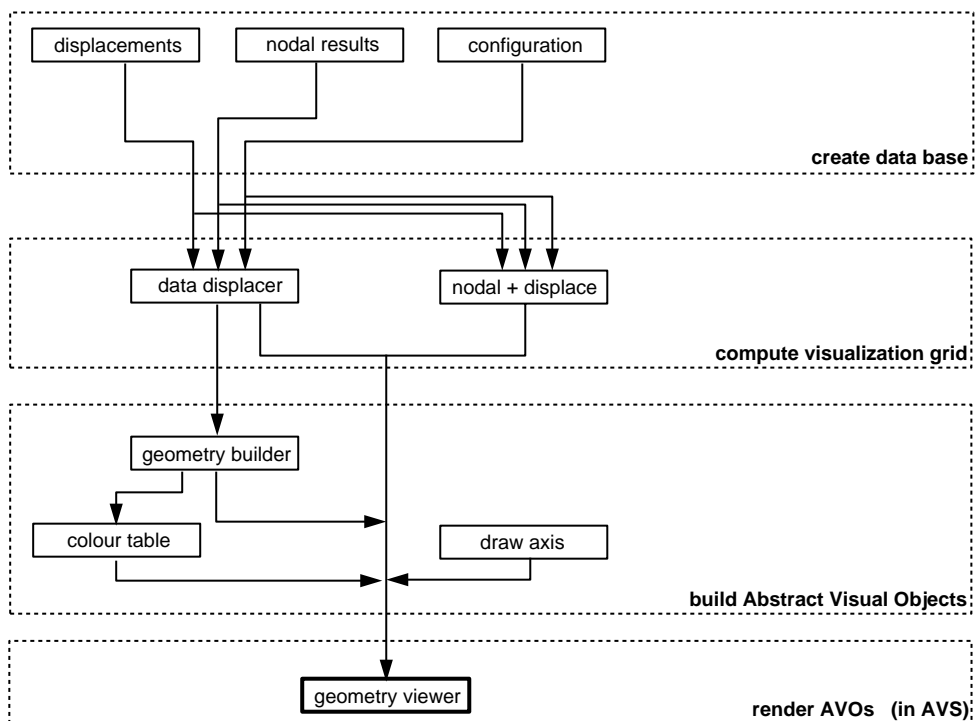 displacements
nodal results
configuration
create data base
data displacer
nodal + displace
compute visualization grid
geometry builder
colour table
draw axis
build Abstract Visual Objects
geometry viewer
render AVOs (in AVS)